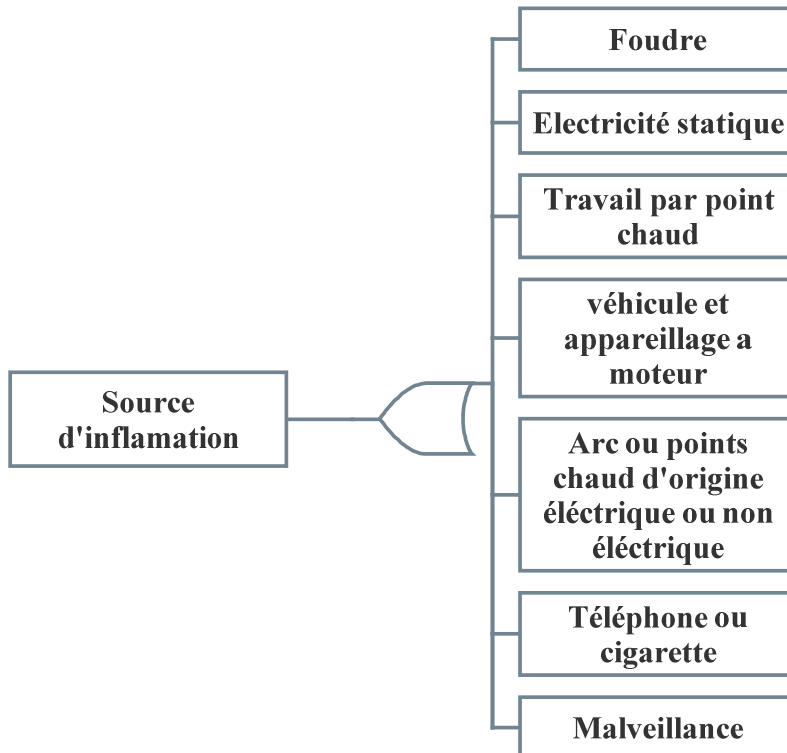 Foudre
Electricité statique
Travail par point
chaud
véhicule et
appareillage a
moteur
Source
d'inflamation
Arc ou points
chaud d'origine
éléctrique ou non
éléctrique
Téléphone ou
cigarette
Malveillance